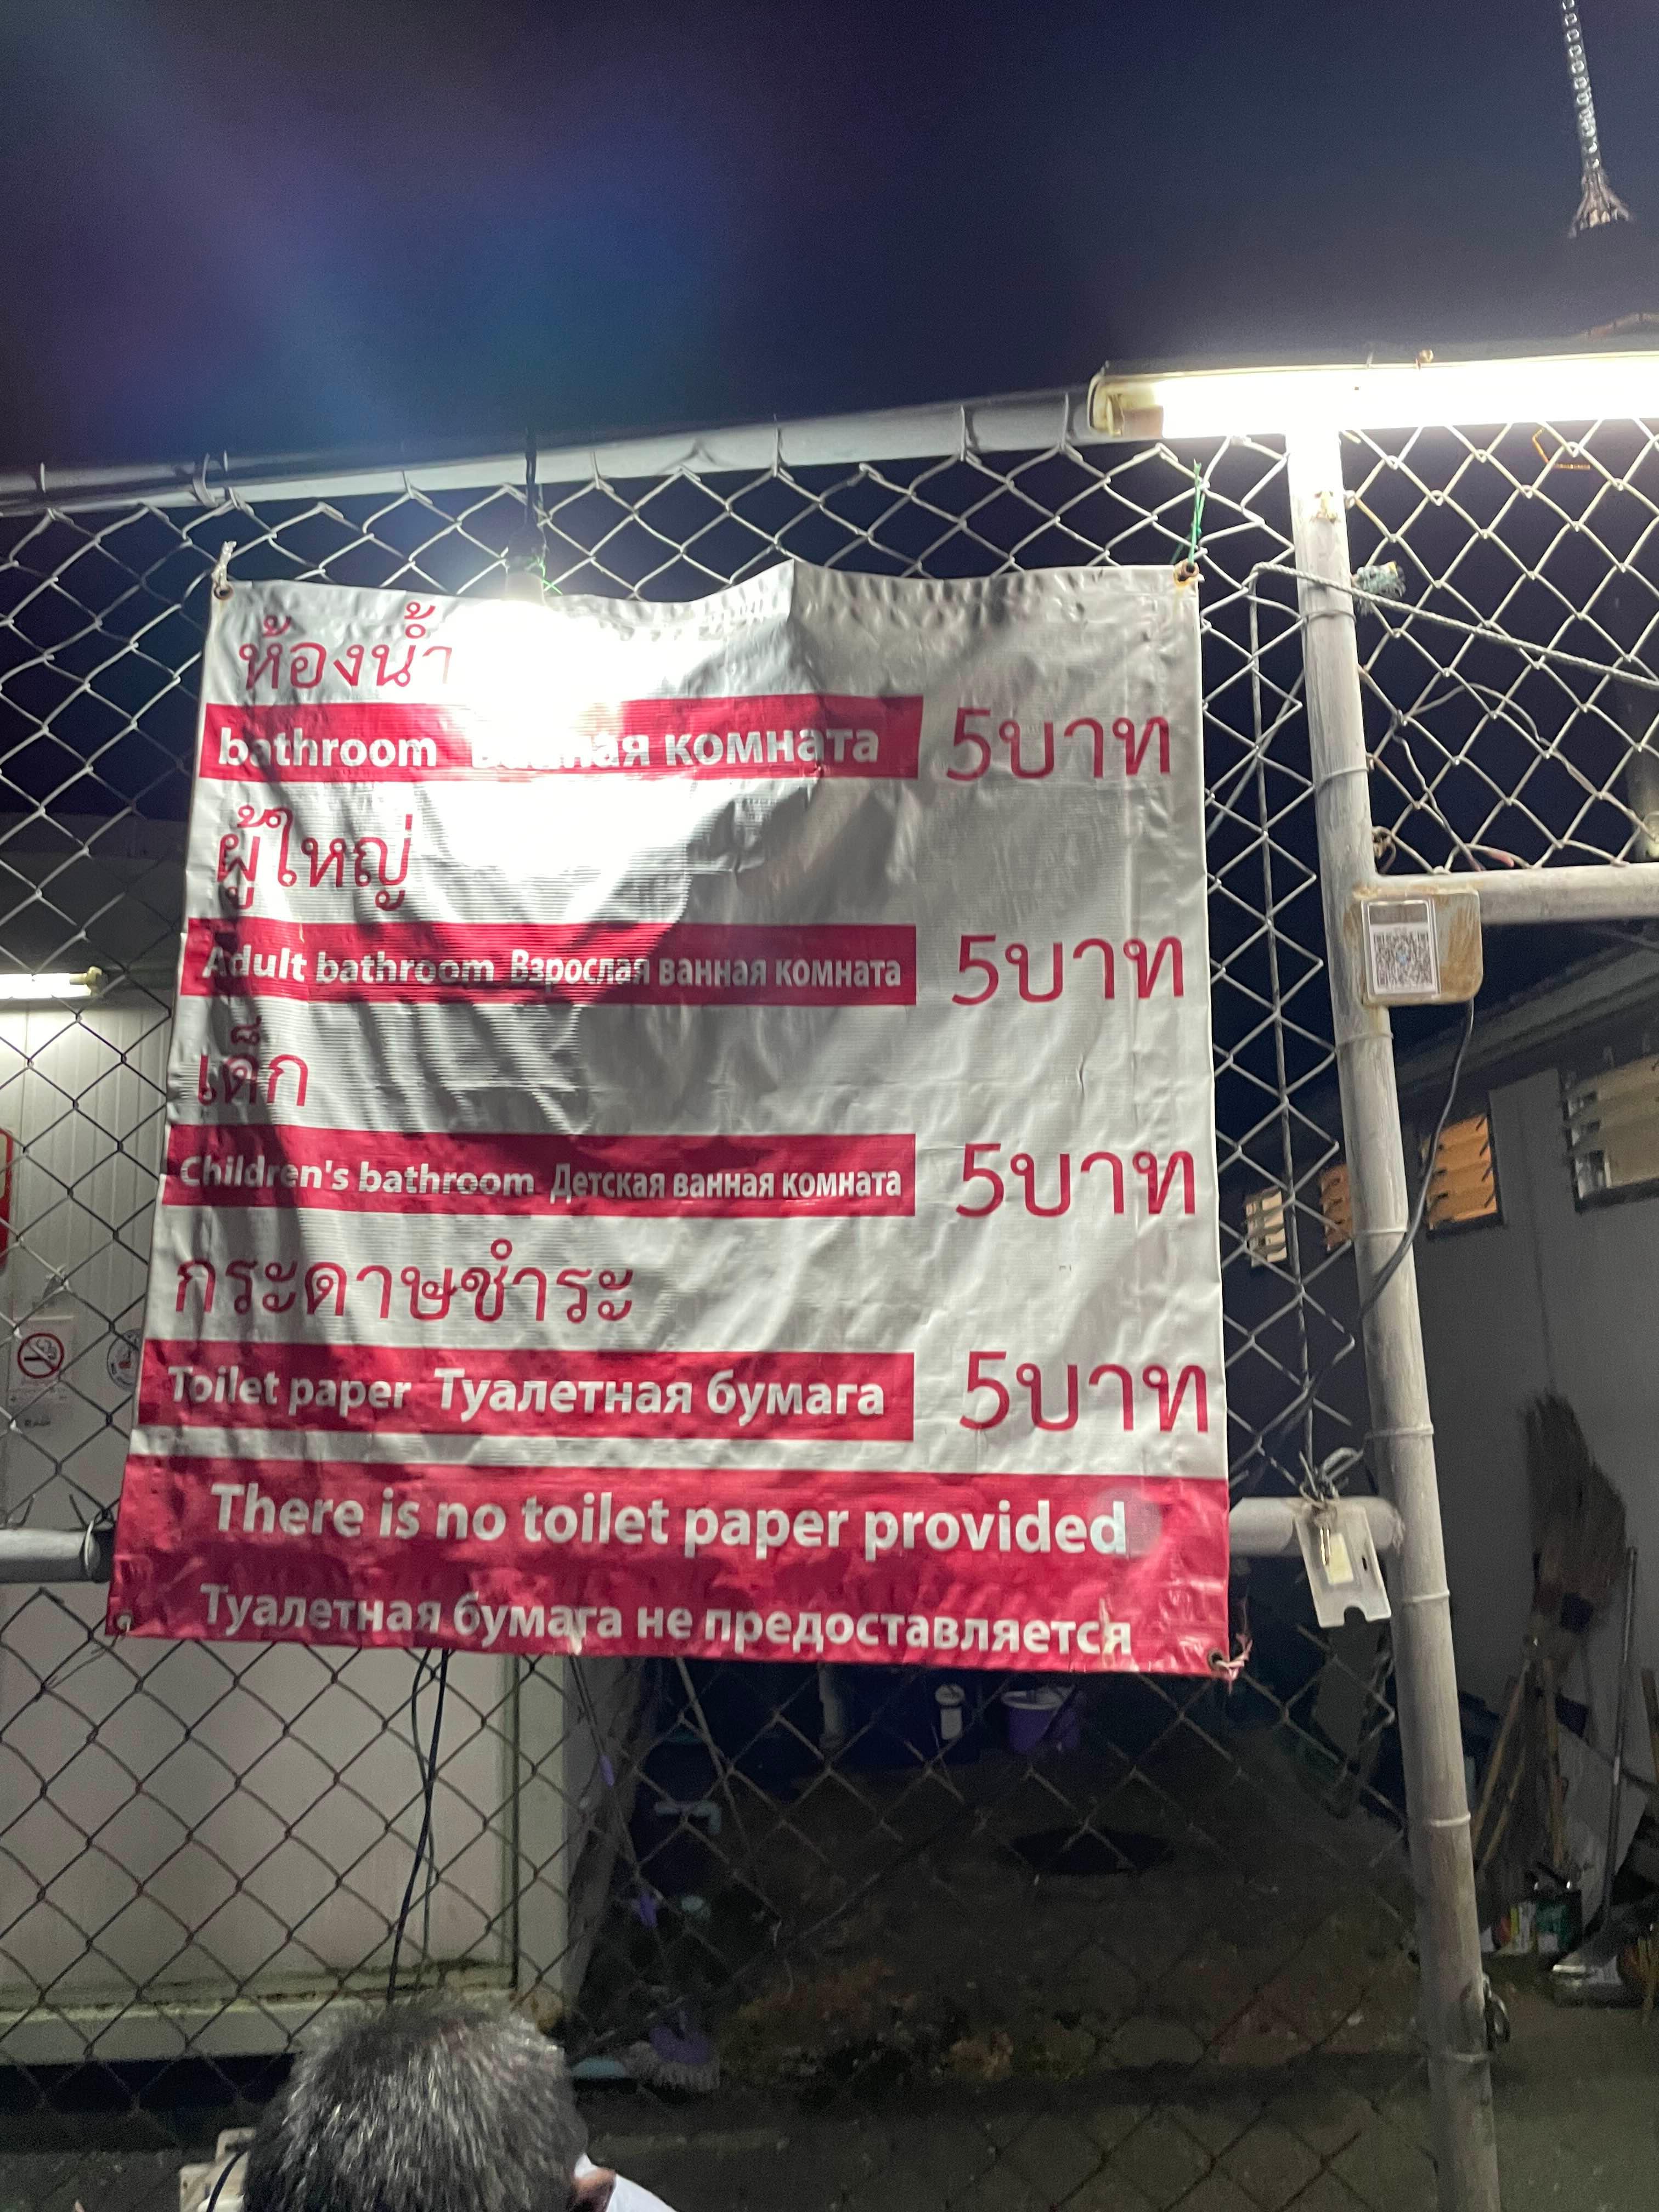 ห้องน้ำ
bathroom ванная комната 5บาท
ผู้ใหญ่
Adult bathroom Взрослая ванная комната 5บาท
เด็ก
Children's bathroom Детская ванная комната 5บาท
กระดาษชำระ
Toilet paper Туалетная бумага 5บาท
There is no toilet paper provided
Туалетная бумага не предоставляется